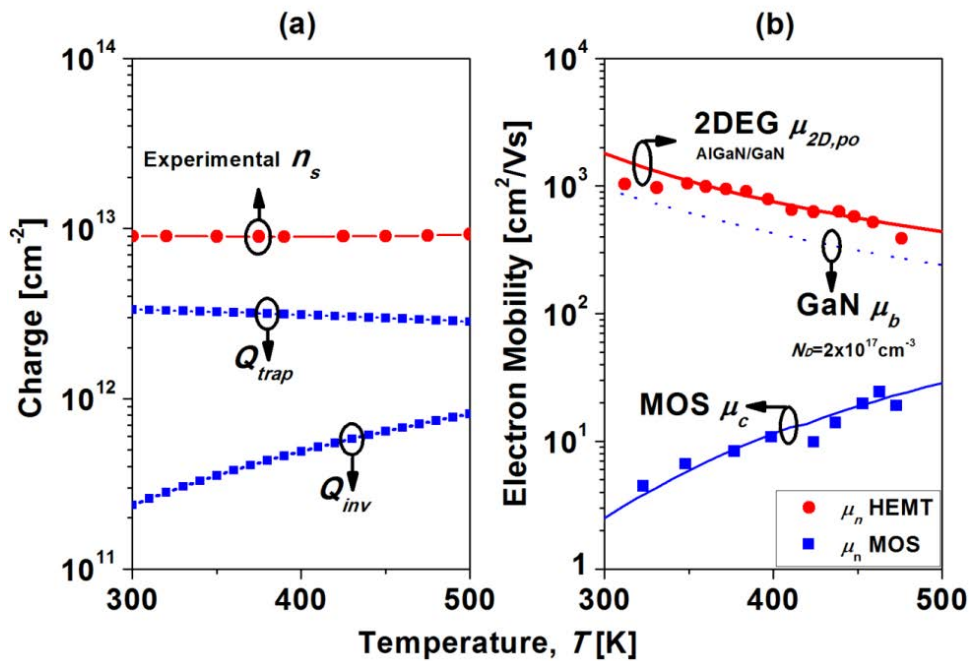 (a)
10^14
10^13
10^12
10^11
Charge [cm^-2]
Experimental n_s
Q_trap
Q_inv
300
400
500
(b)
10^4
10^3
10^2
10^1
1
Electron Mobility [cm^2/Vs]
2DEG μ_2D,po
AlGaN/GaN
GaN μ_b
N_D=2x10^17cm^-3
MOS μ_c
μ_n HEMT
μ_n MOS
300
400
500
Temperature, T [K]